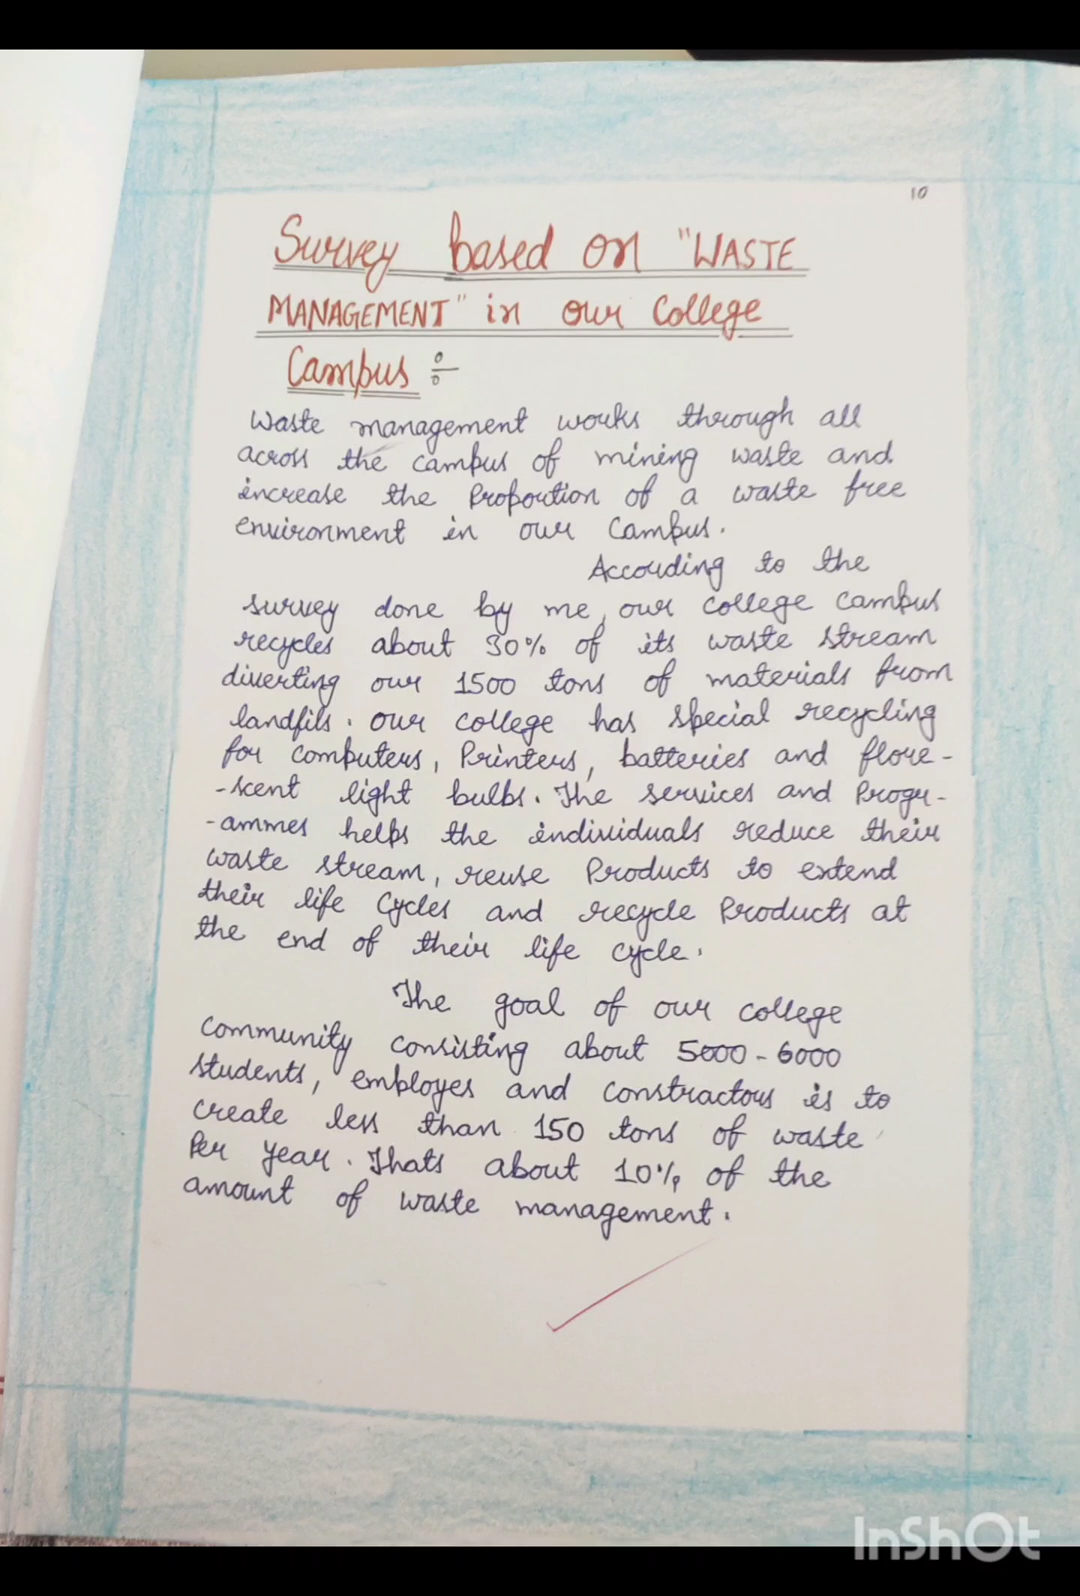 10
Survey based on "WASTE
MANAGEMENT" in our College
Campus ÷
Waste management works through all
across the campus of mining waste and
increase the Proportion of a waste free
environment in our Campus.
According to the
survey done by me, our college campus
recycles about 30% of its waste stream
diverting our 1500 tons of materials from
landfils. our college has special recycling
for computers, Printers, batteries and flore-
-scent light bulbs. The services and Progr-
-ammes helps the individuals reduce their
waste stream, reuse Products to extend
their life Cycles and recycle Products at
the end of their life cycle.
The goal of our college
community consisting about 5000-6000
students, employes and constractors is to
create less than 150 tons of waste
Per year. Thats about 10% of the
amount of waste management.
InShOt